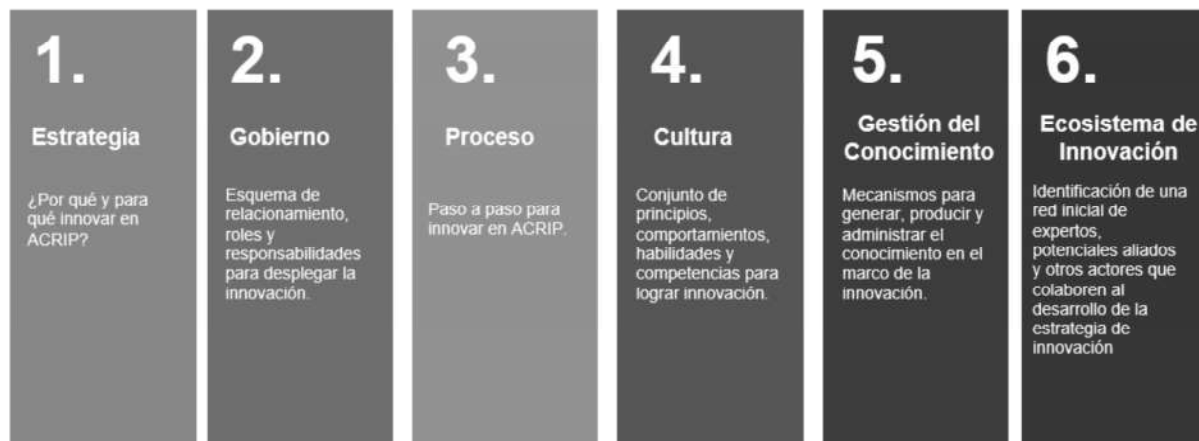 1.
Estrategia
¿Por qué y para
qué innovar en
ACRIP?
2.
Gobierno
Esquema de
relacionamiento,
roles y
responsabilidades
para desplegar la
innovación.
3.
Proceso
Paso a paso para
innovar en ACRIP.
4.
Cultura
Conjunto de
principios,
comportamientos,
habilidades y
competencias para
lograr innovación.
5.
Gestión del
Conocimiento
Mecanismos para
generar, producir y
administrar el
conocimiento en el
marco de la
innovación.
6.
Ecosistema de
Innovación
Identificación de una
red inicial de
expertos,
potenciales aliados
y otros actores que
colaboren al
desarrollo de la
estrategia de
innovación